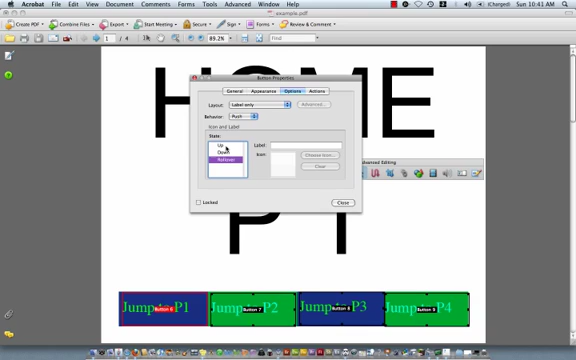 Acrobat File Edit View Document Comments Forms Tools Advanced Window Help (Charged) Sun 10:41 AM
example.pdf
Create PDF Combine Files Export Start Meeting Secure Sign Forms Review & Comment
1 / 4 89.2% Find
HOME
Button Properties
General Appearance Options Actions
Layout: Label only Advanced...
Behavior: Push
Icon and Label
State:
Up Label:
Down Icon: Choose Icon...
Rollover Clear
Advanced Editing
Locked Close
P1
Jump to P1 Jump to P2 Jump to P3 Jump to P4
Button 6 Button 7 Button 8 Button 9